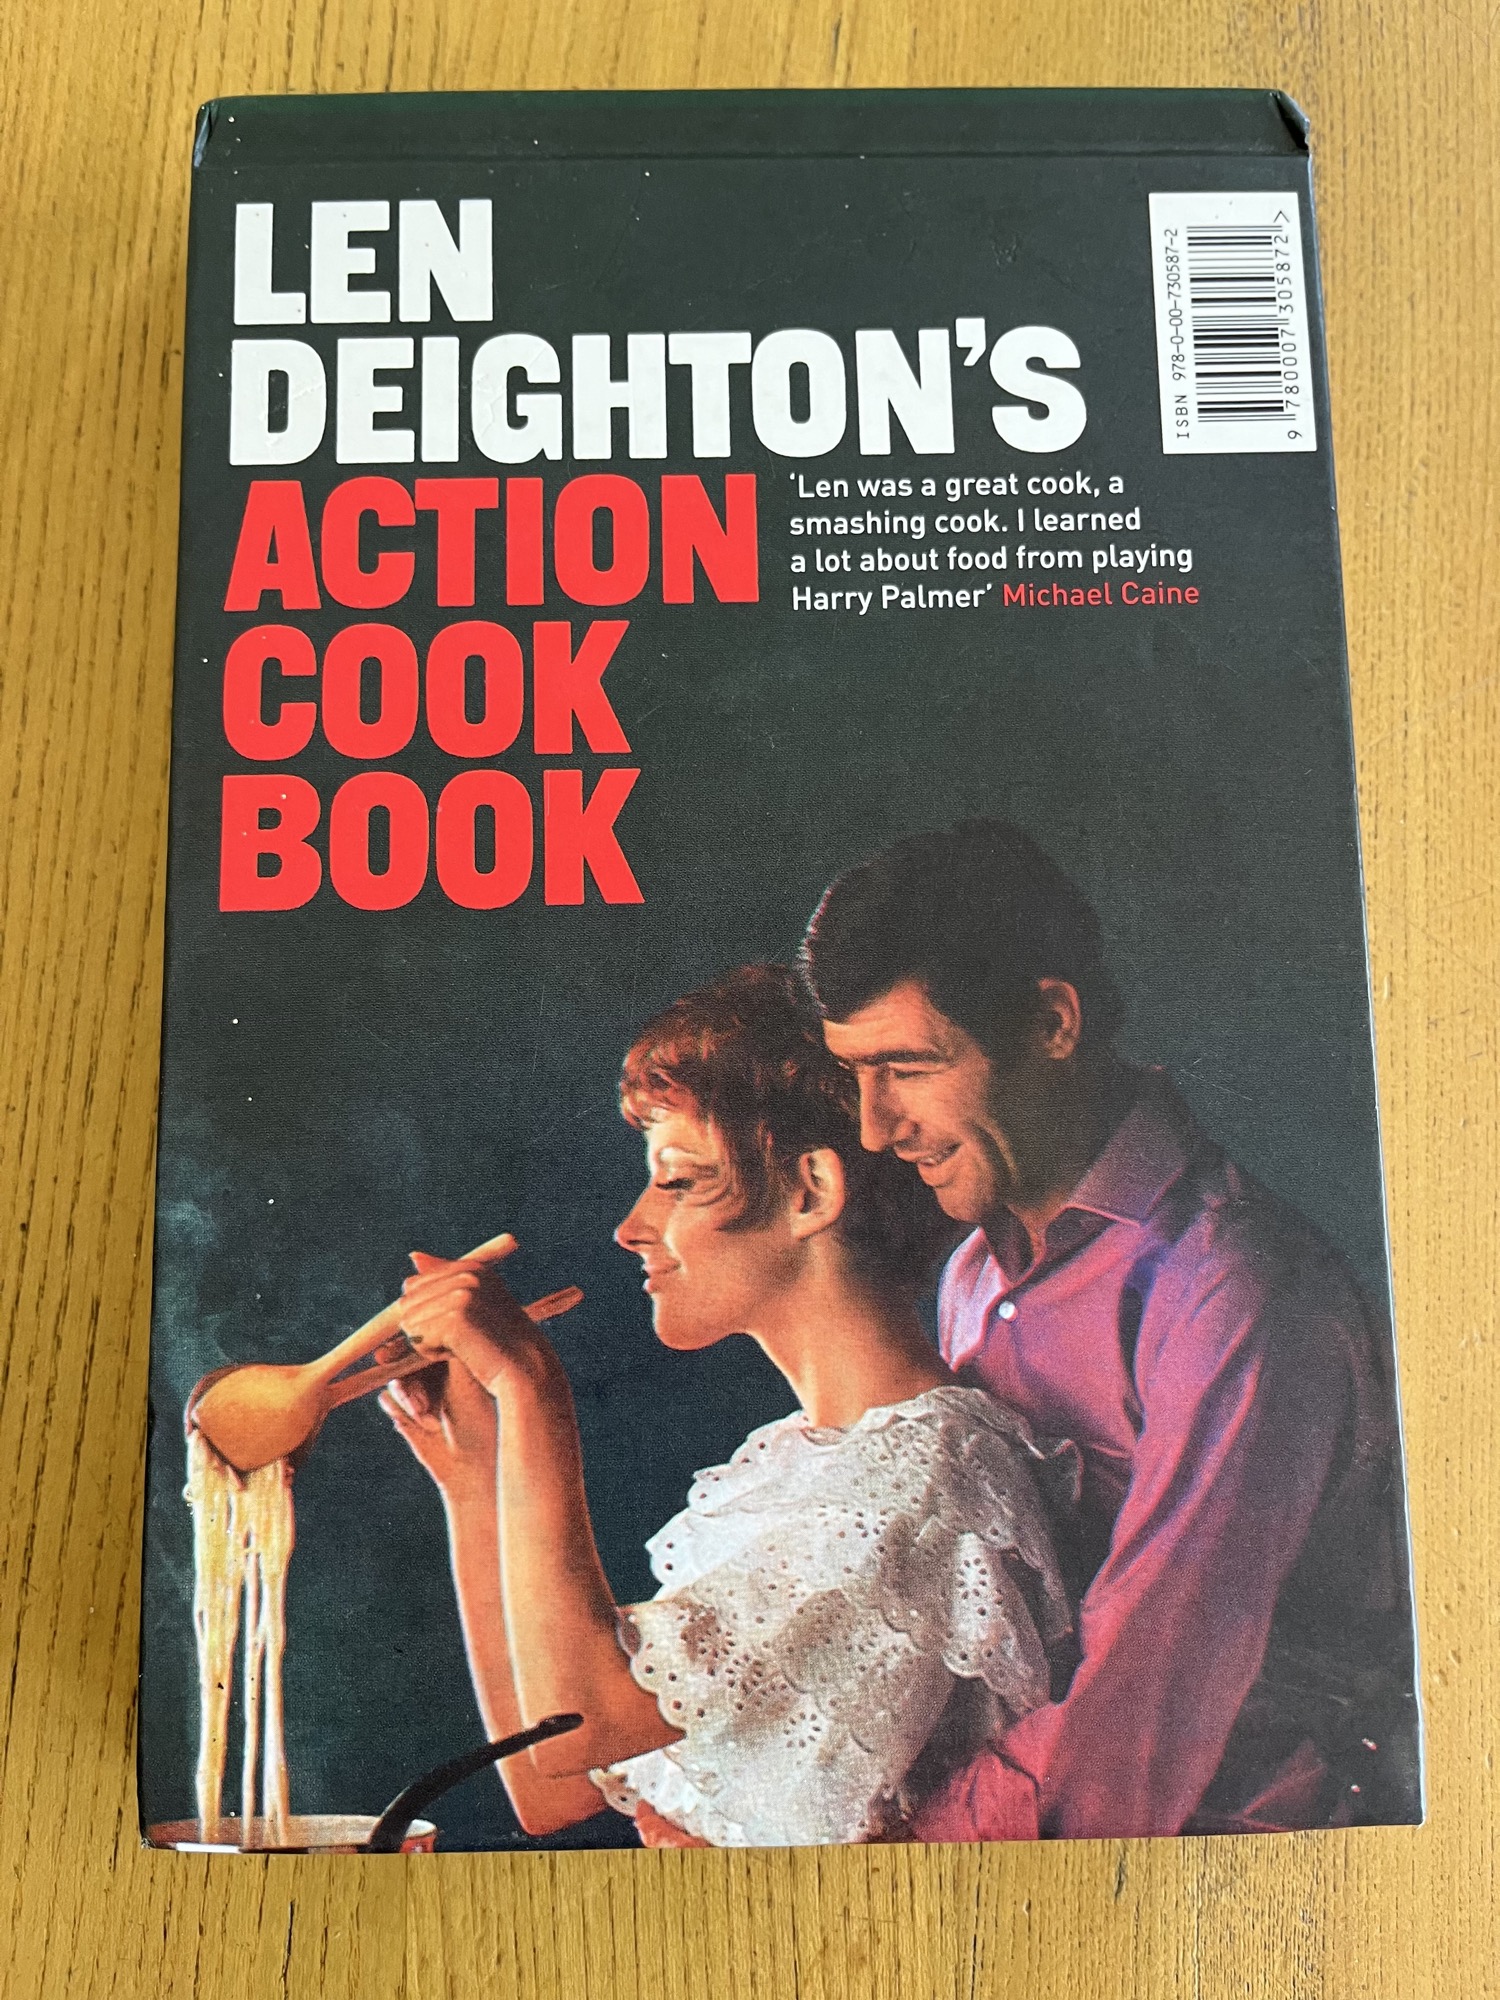 LEN
DEIGHTON'S
ACTION
COOK
BOOK
'Len was a great cook, a
smashing cook. I learned
a lot about food from playing
Harry Palmer' Michael Caine
ISBN 978-0-00-730587-2
9 780007 305872 >